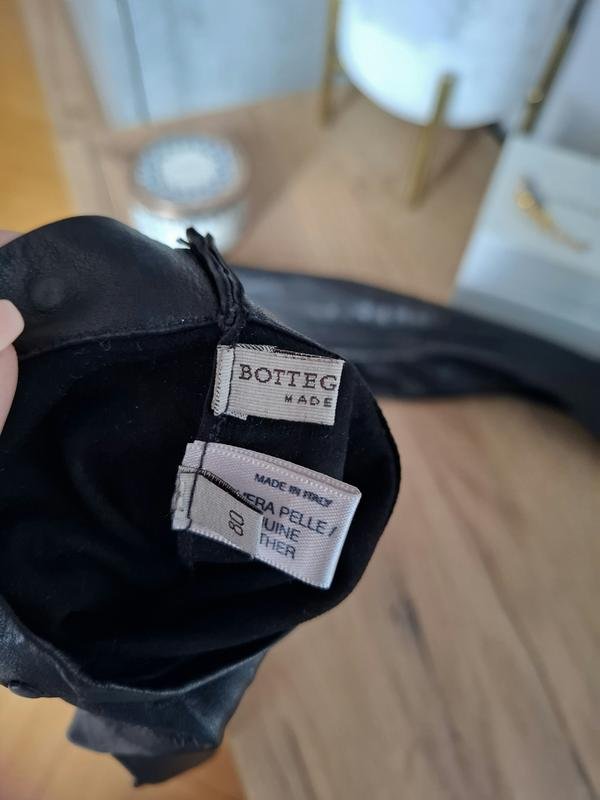 BOTTEG
MADE
MADE IN ITALY
ERA PELLE /
UINE
THER
80